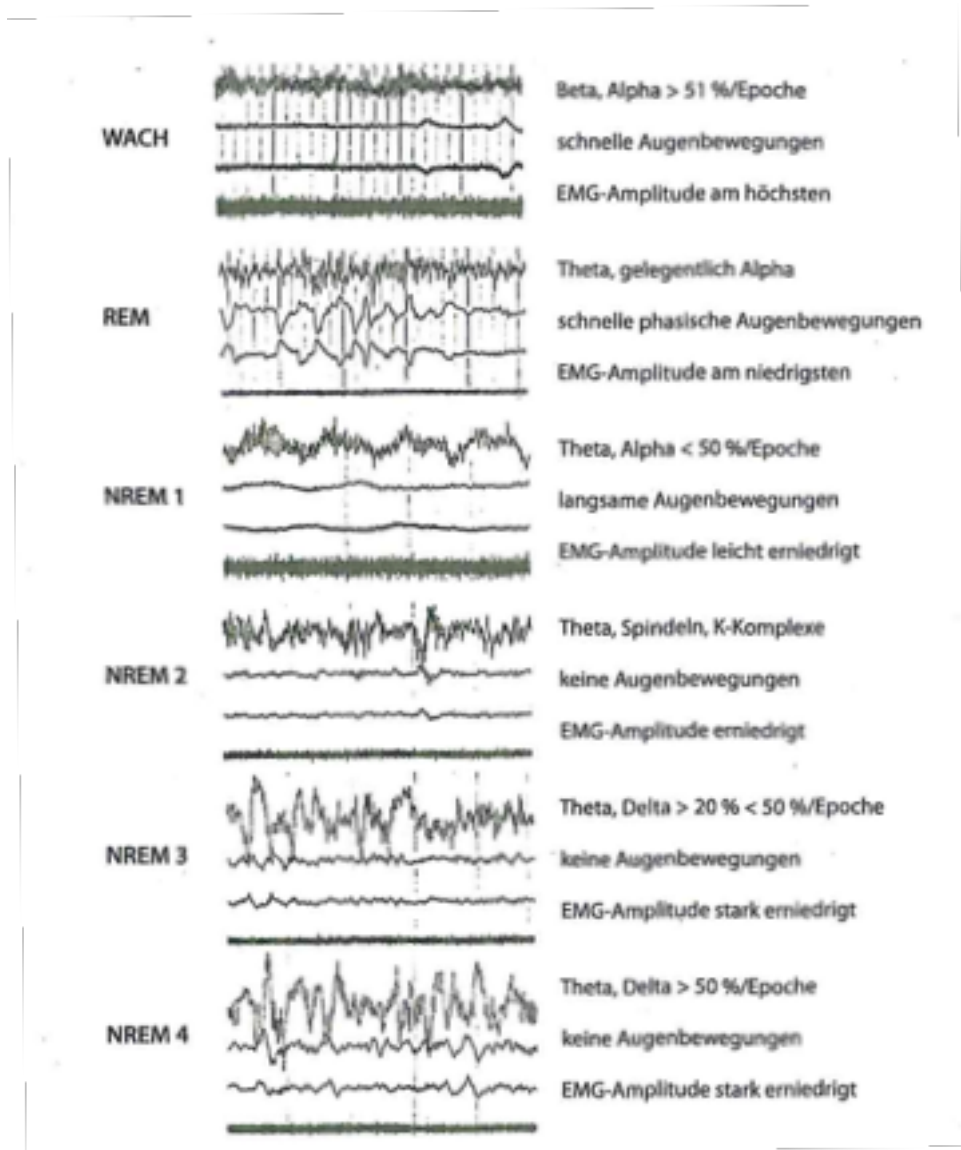 WACH
Beta, Alpha > 51 %/Epoche
schnelle Augenbewegungen
EMG-Amplitude am höchsten
REM
Theta, gelegentlich Alpha
schnelle phasische Augenbewegungen
EMG-Amplitude am niedrigsten
NREM 1
Theta, Alpha < 50 %/Epoche
langsame Augenbewegungen
EMG-Amplitude leicht erniedrigt
NREM 2
Theta, Spindeln, K-Komplexe
keine Augenbewegungen
EMG-Amplitude erniedrigt
NREM 3
Theta, Delta > 20 % < 50 %/Epoche
keine Augenbewegungen
EMG-Amplitude stark erniedrigt
NREM 4
Theta, Delta > 50 %/Epoche
keine Augenbewegungen
EMG-Amplitude stark erniedrigt